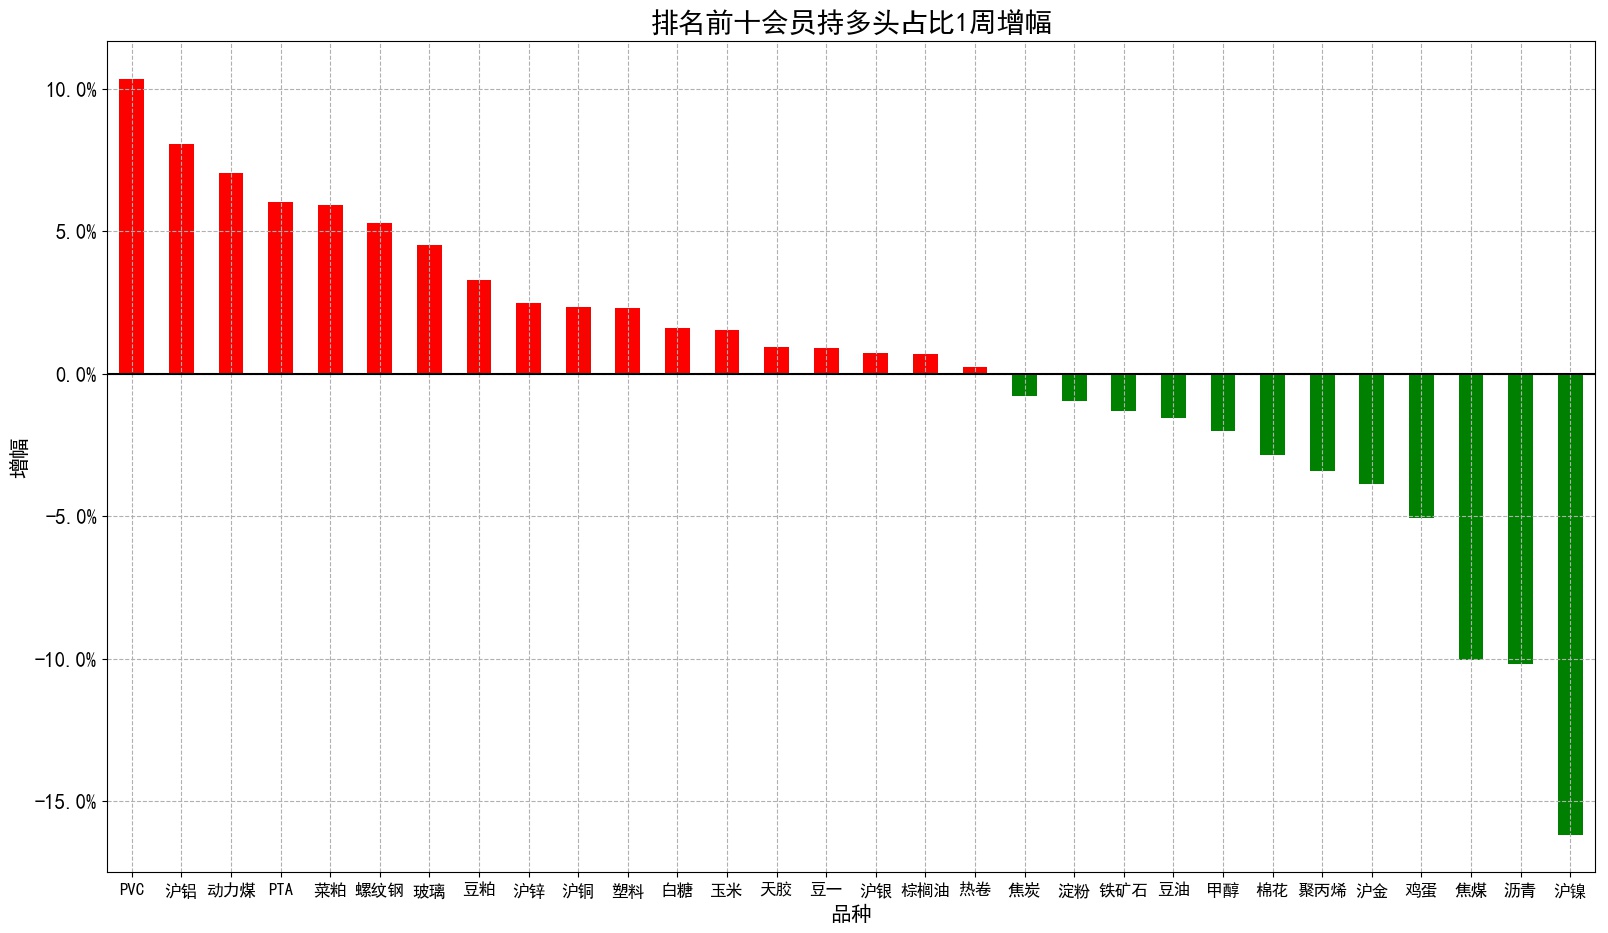 排名前十会员持多头占比1周增幅
增幅
10.0%
5.0%
0.0%
−5.0%
−10.0%
−15.0%
PVC 沪铝 动力煤 PTA 菜粕 螺纹钢 玻璃 豆粕 沪锌 沪铜 塑料 白糖 玉米 天胶 豆一 沪银 棕榈油 热卷 焦炭 淀粉 铁矿石 豆油 甲醇 棉花 聚丙烯 沪金 鸡蛋 焦煤 沥青 沪镍
品种